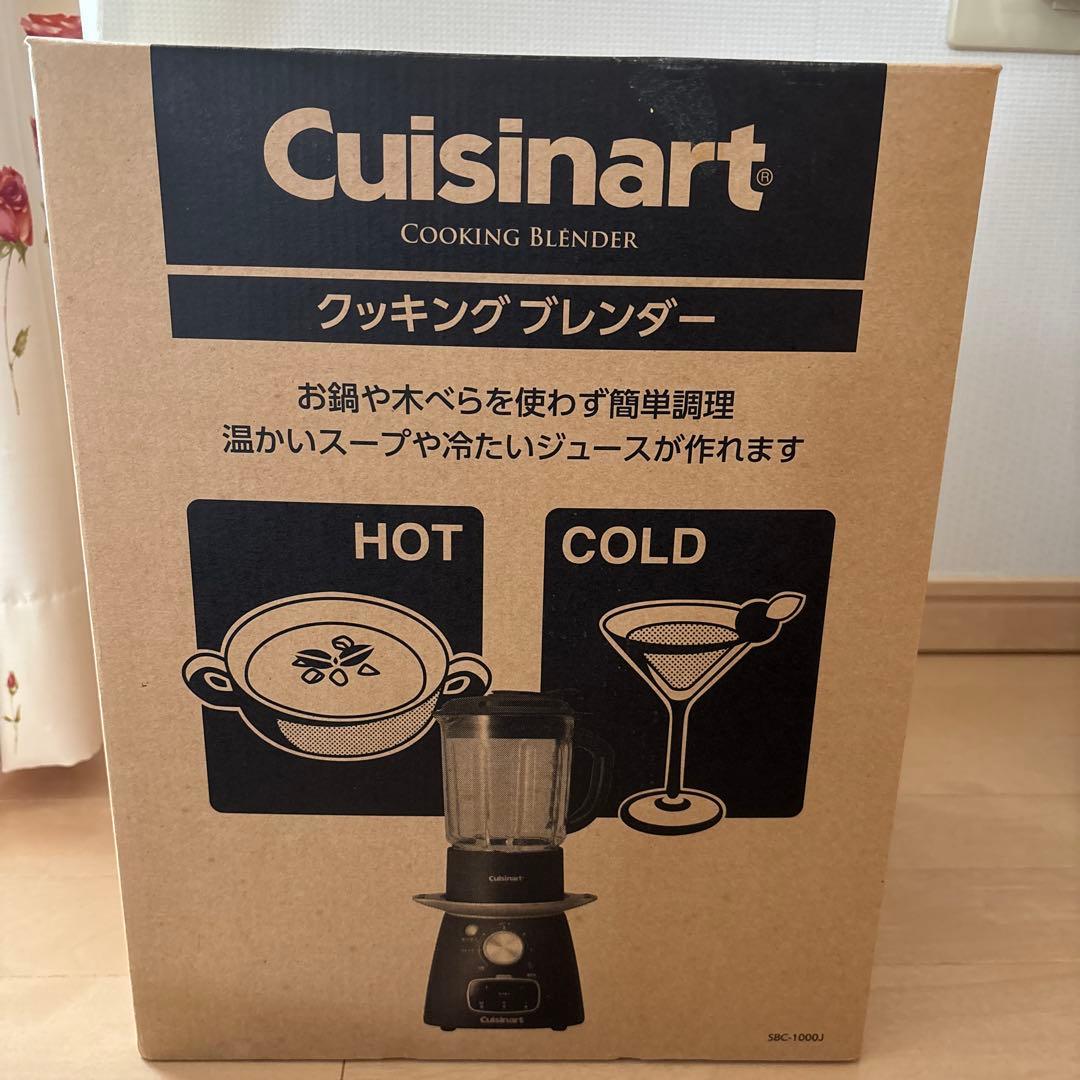 Cuisinart®
COOKING BLENDER
クッキング ブレンダー
お鍋や木べらを使わず簡単調理
温かいスープや冷たいジュースが作れます
HOT
COLD
Cuisinart
Cuisinart
SBC-1000J